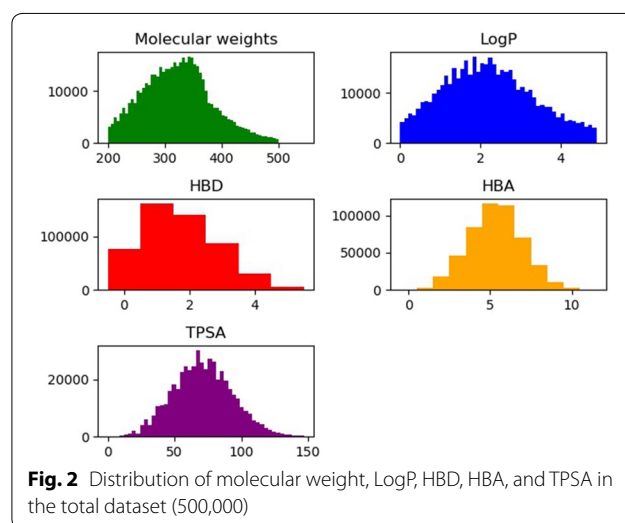 Molecular weights
LogP
10000
0
200 300 400 500
10000
0
0 2 4
HBD
HBA
100000
0
0 2 4
100000
50000
0
0 5 10
TPSA
20000
0
0 50 100 150
Fig. 2 Distribution of molecular weight, LogP, HBD, HBA, and TPSA in
the total dataset (500,000)